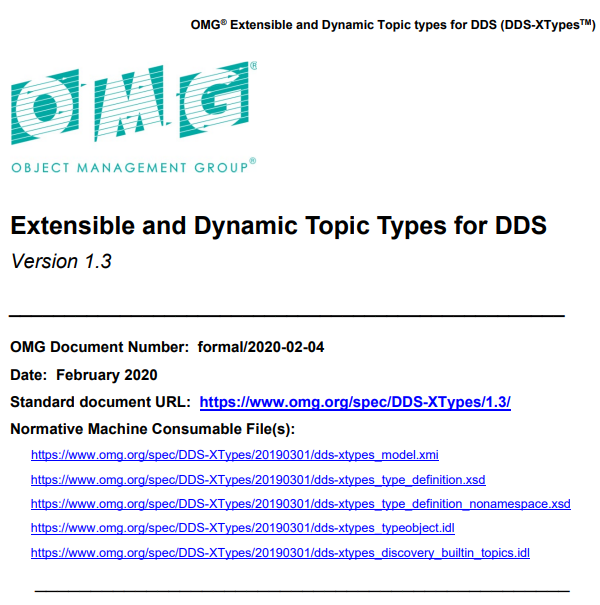 OMG® Extensible and Dynamic Topic types for DDS (DDS-XTypes™)
OMG®
OBJECT MANAGEMENT GROUP®
Extensible and Dynamic Topic Types for DDS
Version 1.3
OMG Document Number: formal/2020-02-04
Date: February 2020
Standard document URL: https://www.omg.org/spec/DDS-XTypes/1.3/
Normative Machine Consumable File(s):
https://www.omg.org/spec/DDS-XTypes/20190301/dds-xtypes_model.xmi
https://www.omg.org/spec/DDS-XTypes/20190301/dds-xtypes_type_definition.xsd
https://www.omg.org/spec/DDS-XTypes/20190301/dds-xtypes_type_definition_nonamespace.xsd
https://www.omg.org/spec/DDS-XTypes/20190301/dds-xtypes_typeobject.idl
https://www.omg.org/spec/DDS-XTypes/20190301/dds-xtypes_discovery_builtin_topics.idl